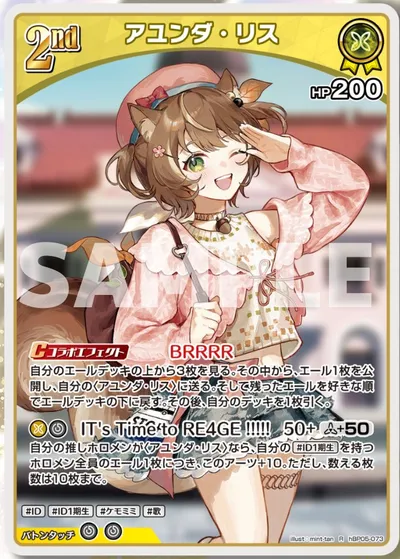 2nd
アユンダ・リス
HP 200
SAMPLE
コラボエフェクト BRRRR
自分のエールデッキの上から3枚を見る。その中から、エール1枚を公
開し、自分の〈アユンダ・リス〉に送る。そして残ったエールを好きな順
でエールデッキの下に戻す。その後、自分のデッキを1枚引く。
IT's Time to RE4GE !!!!! 50+ +50
自分の推しホロメンが〈アユンダ・リス〉なら、自分の#ID1期生を持つ
ホロメン全員のエール1枚につき、このアーツ+10。ただし、数える枚
数は10枚まで。
#ID #ID1期生 #ケモミミ #歌
バトンタッチ
illust mint-tan R hBP05-073